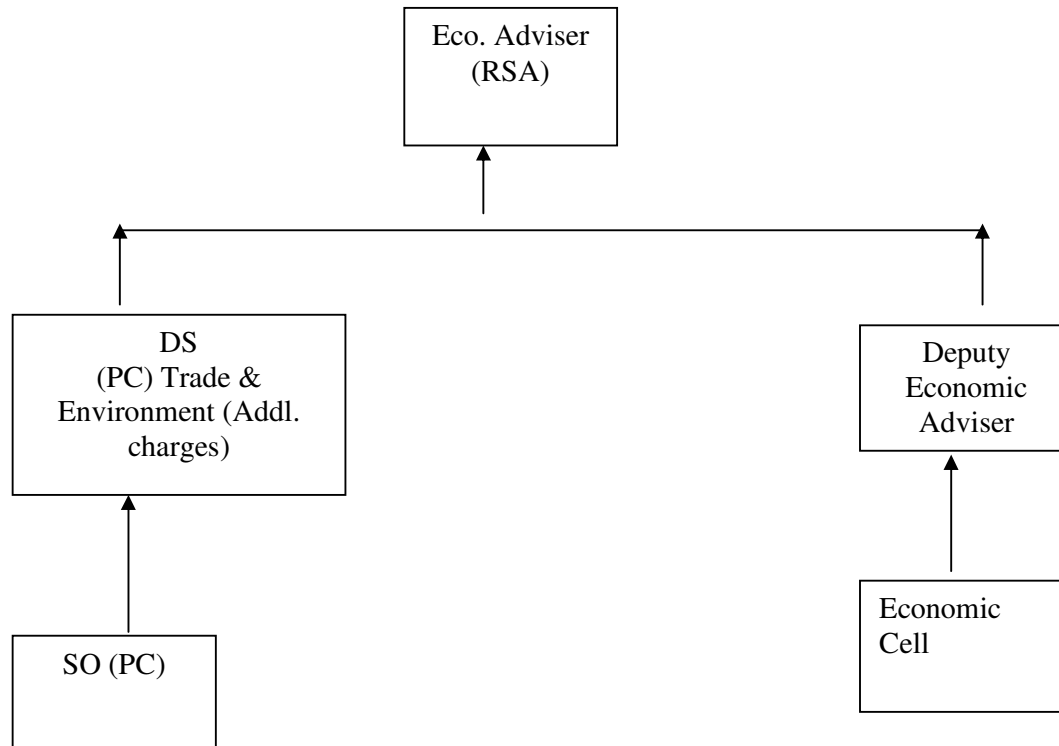 Eco. Adviser
(RSA)
DS
(PC) Trade &
Environment (Addl.
charges)
Deputy
Economic
Adviser
SO (PC)
Economic
Cell